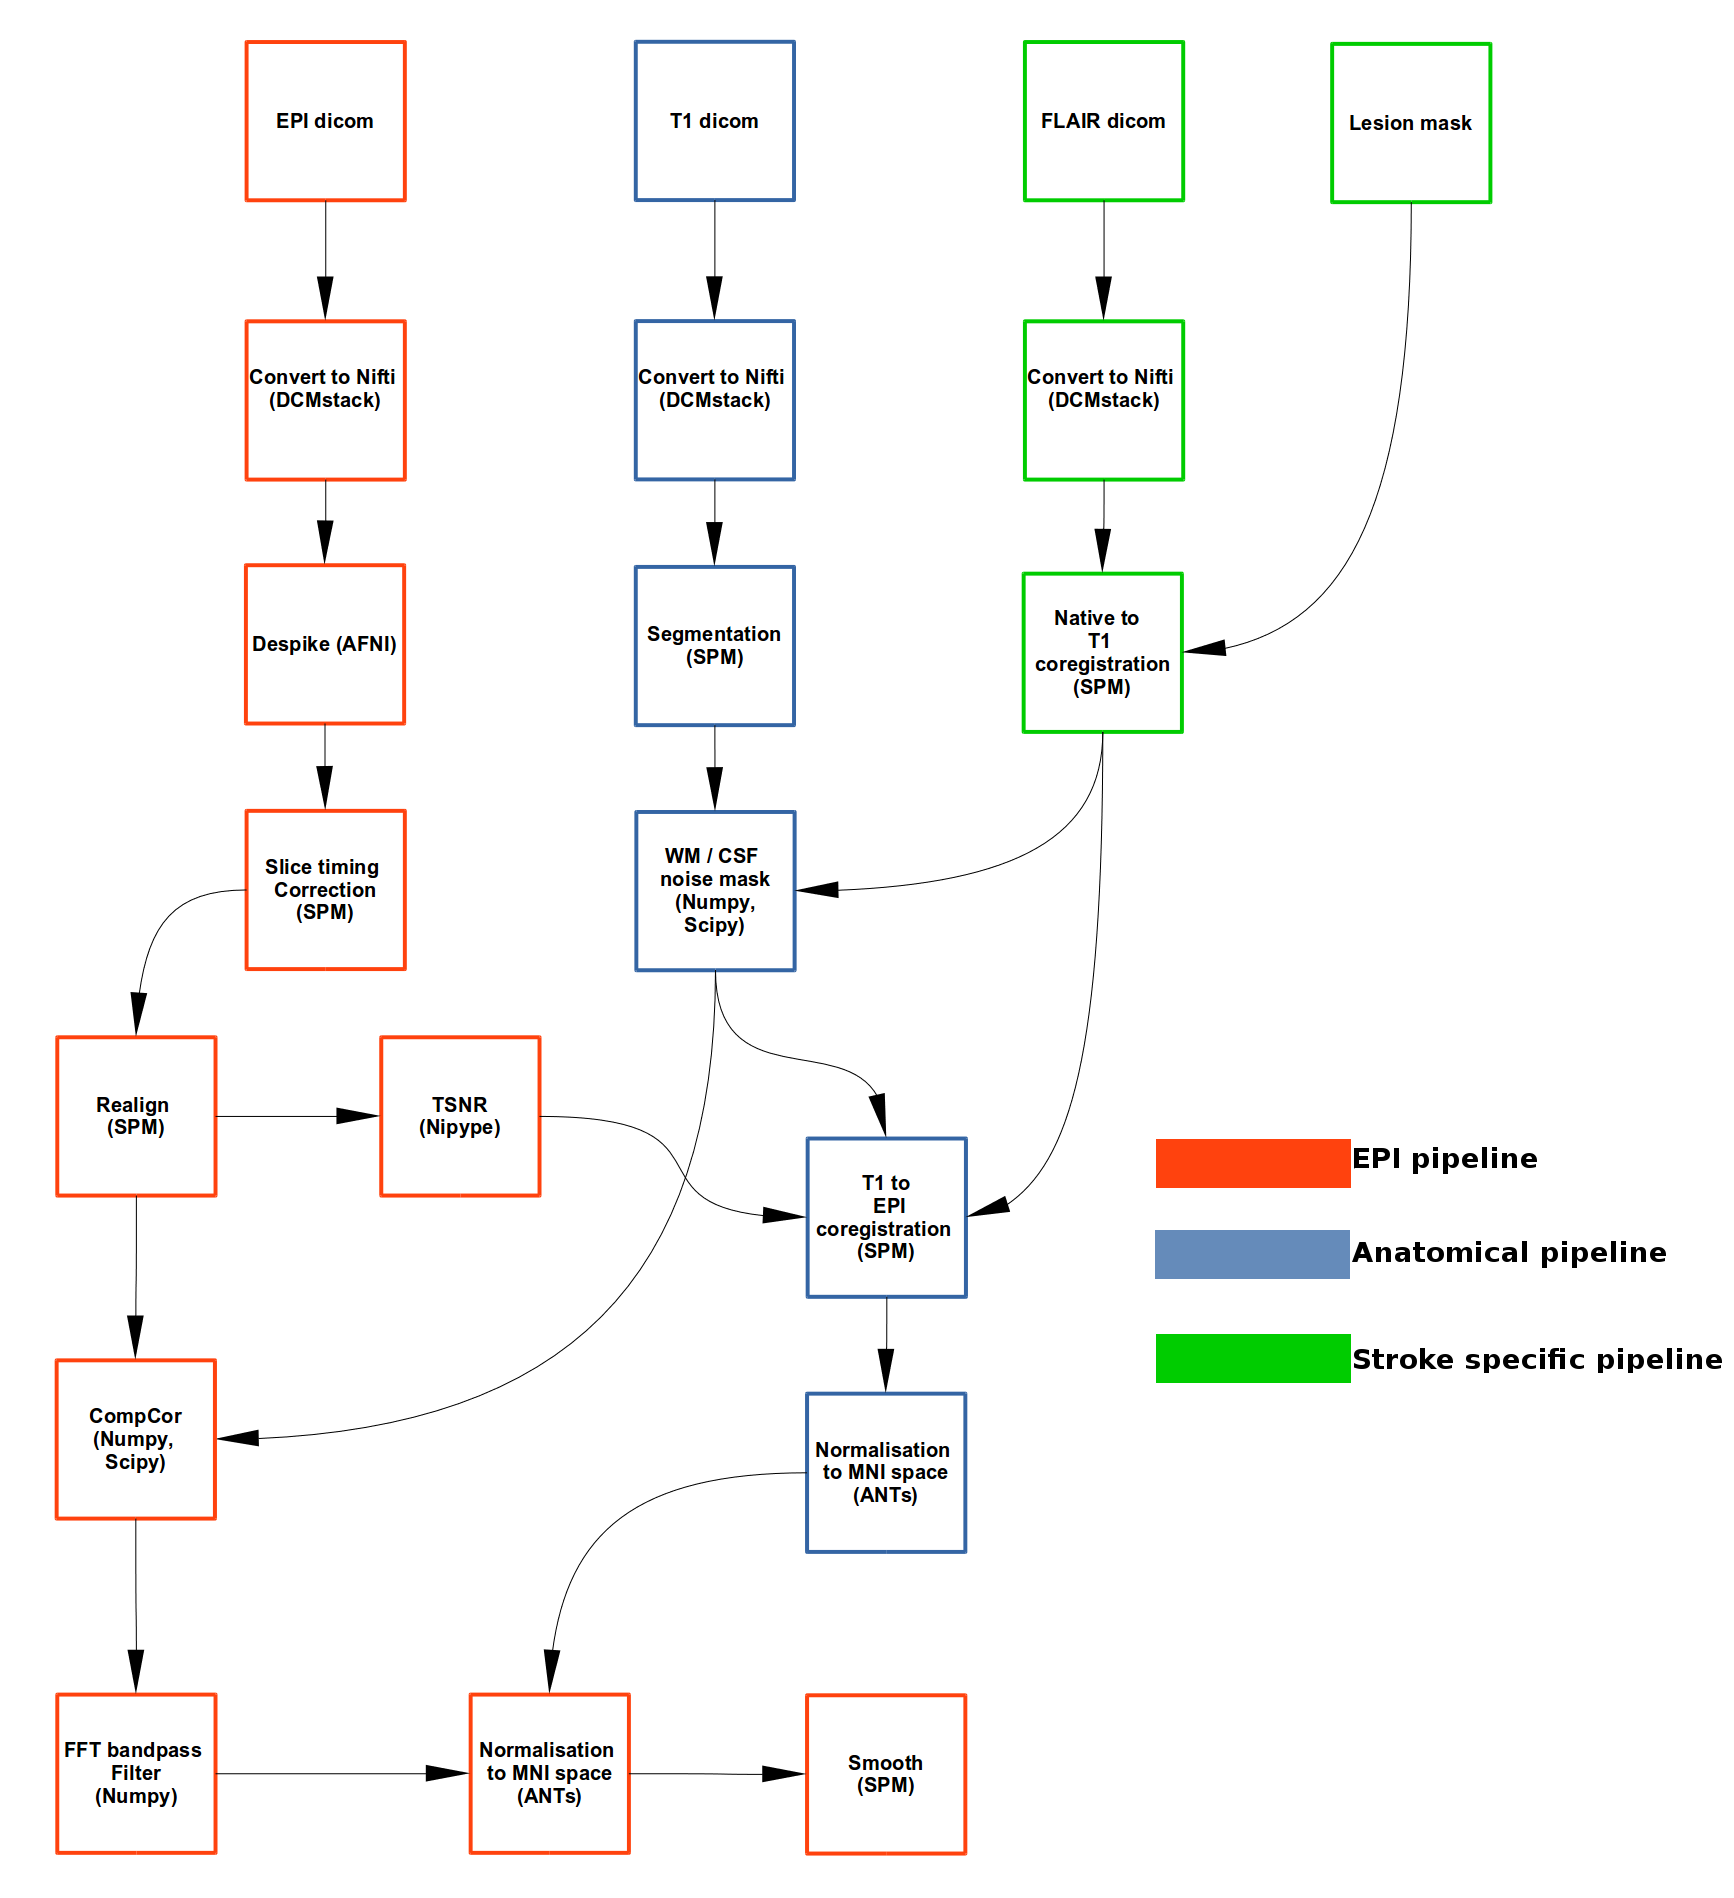 EPI dicom
T1 dicom
FLAIR dicom
Lesion mask
Convert to Nifti
(DCMstack)
Convert to Nifti
(DCMstack)
Convert to Nifti
(DCMstack)
Despike (AFNI)
Segmentation
(SPM)
Native to
T1
coregistration
(SPM)
Slice timing
Correction
(SPM)
WM / CSF
noise mask
(Numpy,
Scipy)
Realign
(SPM)
TSNR
(Nipype)
T1 to
EPI
coregistration
(SPM)
EPI pipeline
Anatomical pipeline
Stroke specific pipeline
CompCor
(Numpy,
Scipy)
Normalisation
to MNI space
(ANTs)
FFT bandpass
Filter
(Numpy)
Normalisation
to MNI space
(ANTs)
Smooth
(SPM)